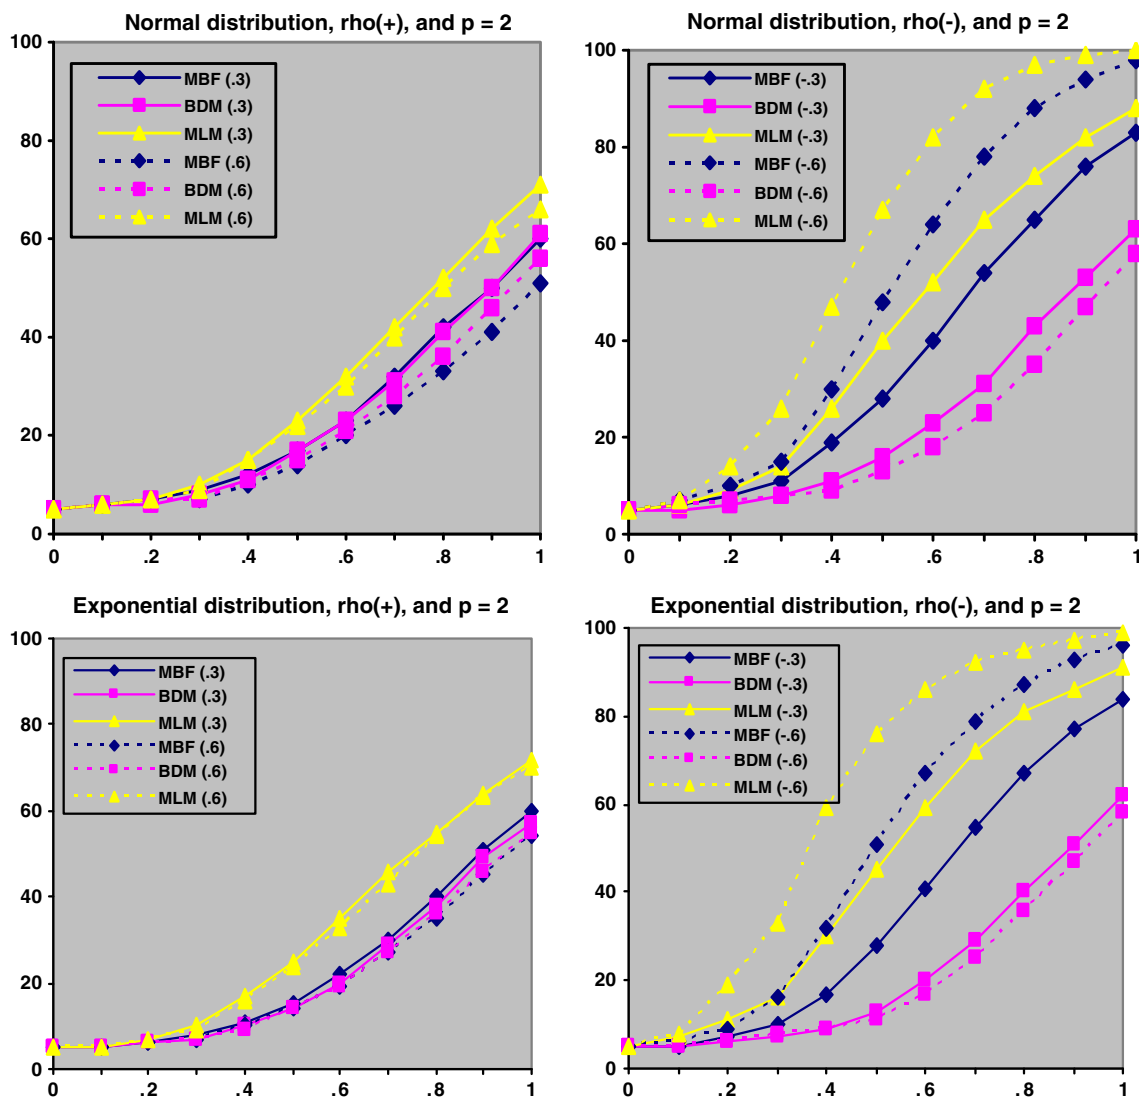 Normal distribution, rho(+), and p = 2
100
80
60
40
20
0
0 .2 .4 .6 .8 1
MBF (.3)
BDM (.3)
MLM (.3)
MBF (.6)
BDM (.6)
MLM (.6)
Normal distribution, rho(-), and p = 2
100
80
60
40
20
0
0 .2 .4 .6 .8 1
MBF (-.3)
BDM (-.3)
MLM (-.3)
MBF (-.6)
BDM (-.6)
MLM (-.6)
Exponential distribution, rho(+), and p = 2
100
80
60
40
20
0
0 .2 .4 .6 .8 1
MBF (.3)
BDM (.3)
MLM (.3)
MBF (.6)
BDM (.6)
MLM (.6)
Exponential distribution, rho(-), and p = 2
100
80
60
40
20
0
0 .2 .4 .6 .8 1
MBF (-.3)
BDM (-.3)
MLM (-.3)
MBF (-.6)
BDM (-.6)
MLM (-.6)